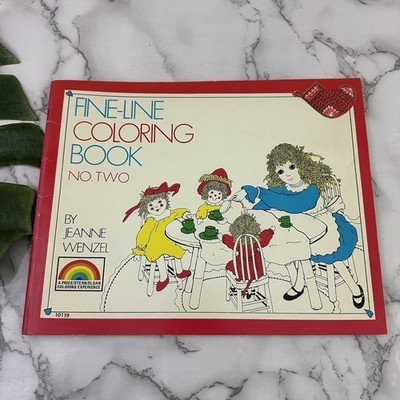 FINE-LINE
COLORING
BOOK
NO. TWO
BY
JEANNE
WENZEL
A PRICE/STERN/SLOAN
COLORING EXPERIENCE
10119